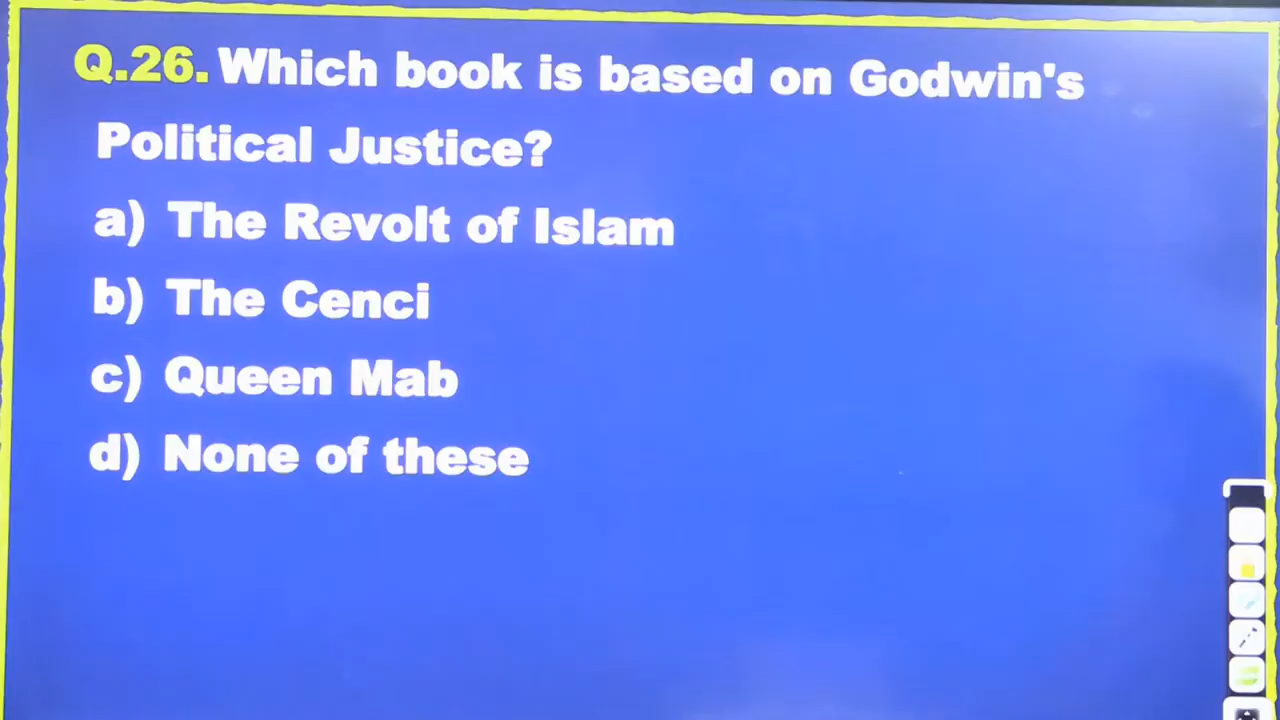 Q.26. Which book is based on Godwin's
Political Justice?
a) The Revolt of Islam
b) The Cenci
c) Queen Mab
d) None of these